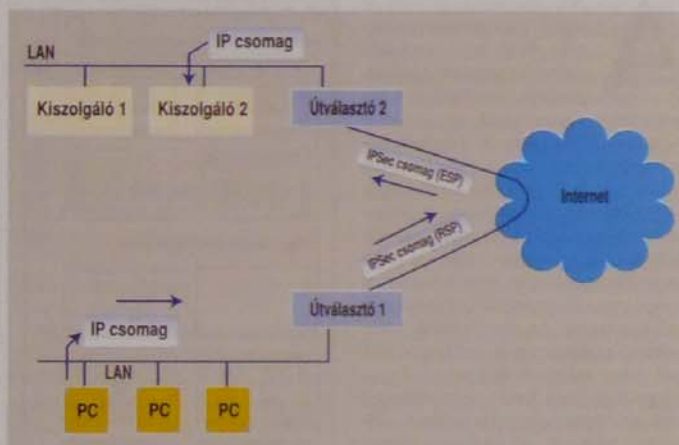 IP csomag
LAN
Kiszolgáló 1
Kiszolgáló 2
Útválasztó 2
IPSec csomag (ESP)
Internet
IPSec csomag (RSP)
Útválasztó 1
IP csomag
LAN
PC
PC
PC